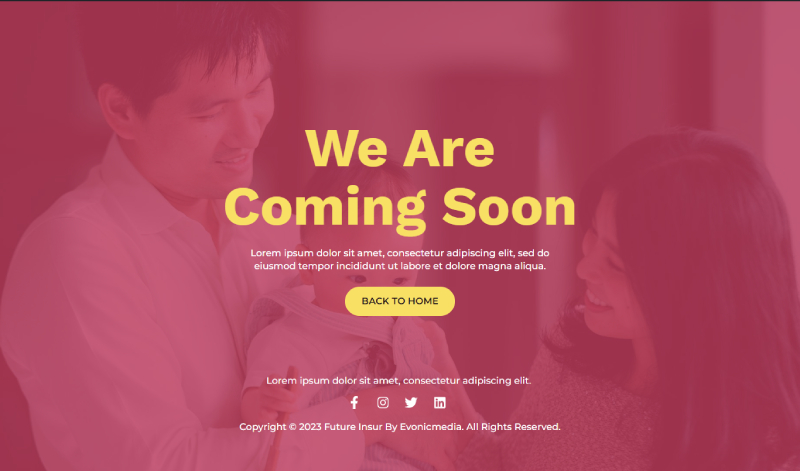 We Are
Coming Soon
Lorem ipsum dolor sit amet, consectetur adipiscing elit, sed do
eiusmod tempor incididunt ut labore et dolore magna aliqua.
BACK TO HOME
Lorem ipsum dolor sit amet, consectetur adipiscing elit.
Copyright © 2023 Future Insur By Evonicmedia. All Rights Reserved.